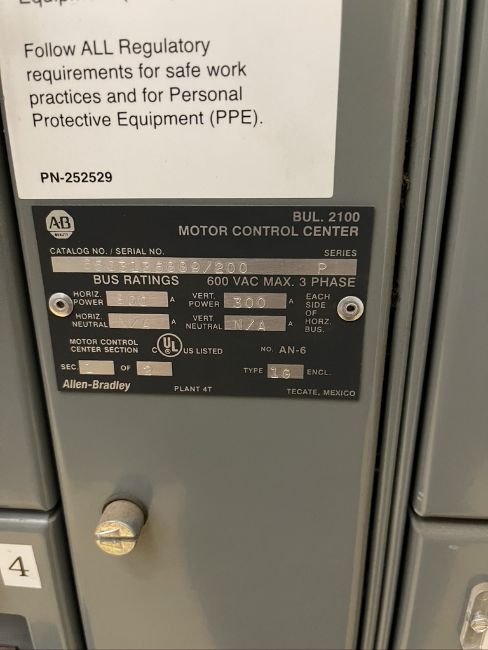 Follow ALL Regulatory
requirements for safe work
practices and for Personal
Protective Equipment (PPE).
PN-252529
A-B
BUL. 2100
MOTOR CONTROL CENTER
CATALOG NO. / SERIAL NO. SERIES
/200 P
BUS RATINGS 600 VAC MAX. 3 PHASE
HORIZ. POWER A VERT. POWER 300 A EACH SIDE OF HORZ. BUS.
HORIZ. NEUTRAL N/A A VERT. NEUTRAL N/A A
MOTOR CONTROL CENTER SECTION C UL US LISTED NO. AN-6
SEC. OF TYPE 1G ENCL.
Allen-Bradley PLANT 4T TECATE, MEXICO
4